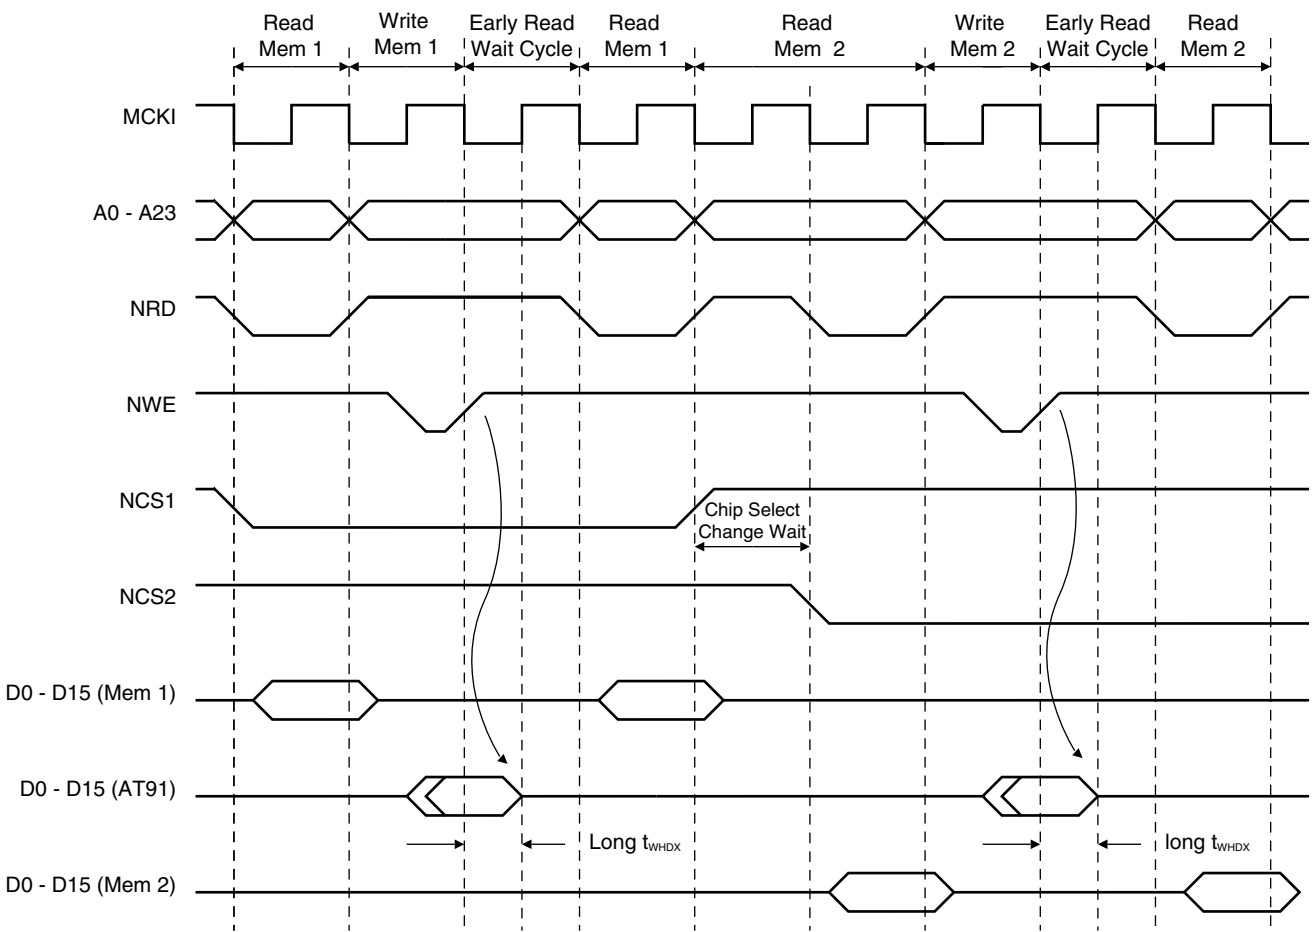 Read
Mem 1
Write
Mem 1
Early Read
Wait Cycle
Read
Mem 1
Read
Mem 2
Write
Mem 2
Early Read
Wait Cycle
Read
Mem 2
MCKI
A0 - A23
NRD
NWE
NCS1
Chip Select
Change Wait
NCS2
D0 - D15 (Mem 1)
D0 - D15 (AT91)
Long tWHDX
long tWHDX
D0 - D15 (Mem 2)